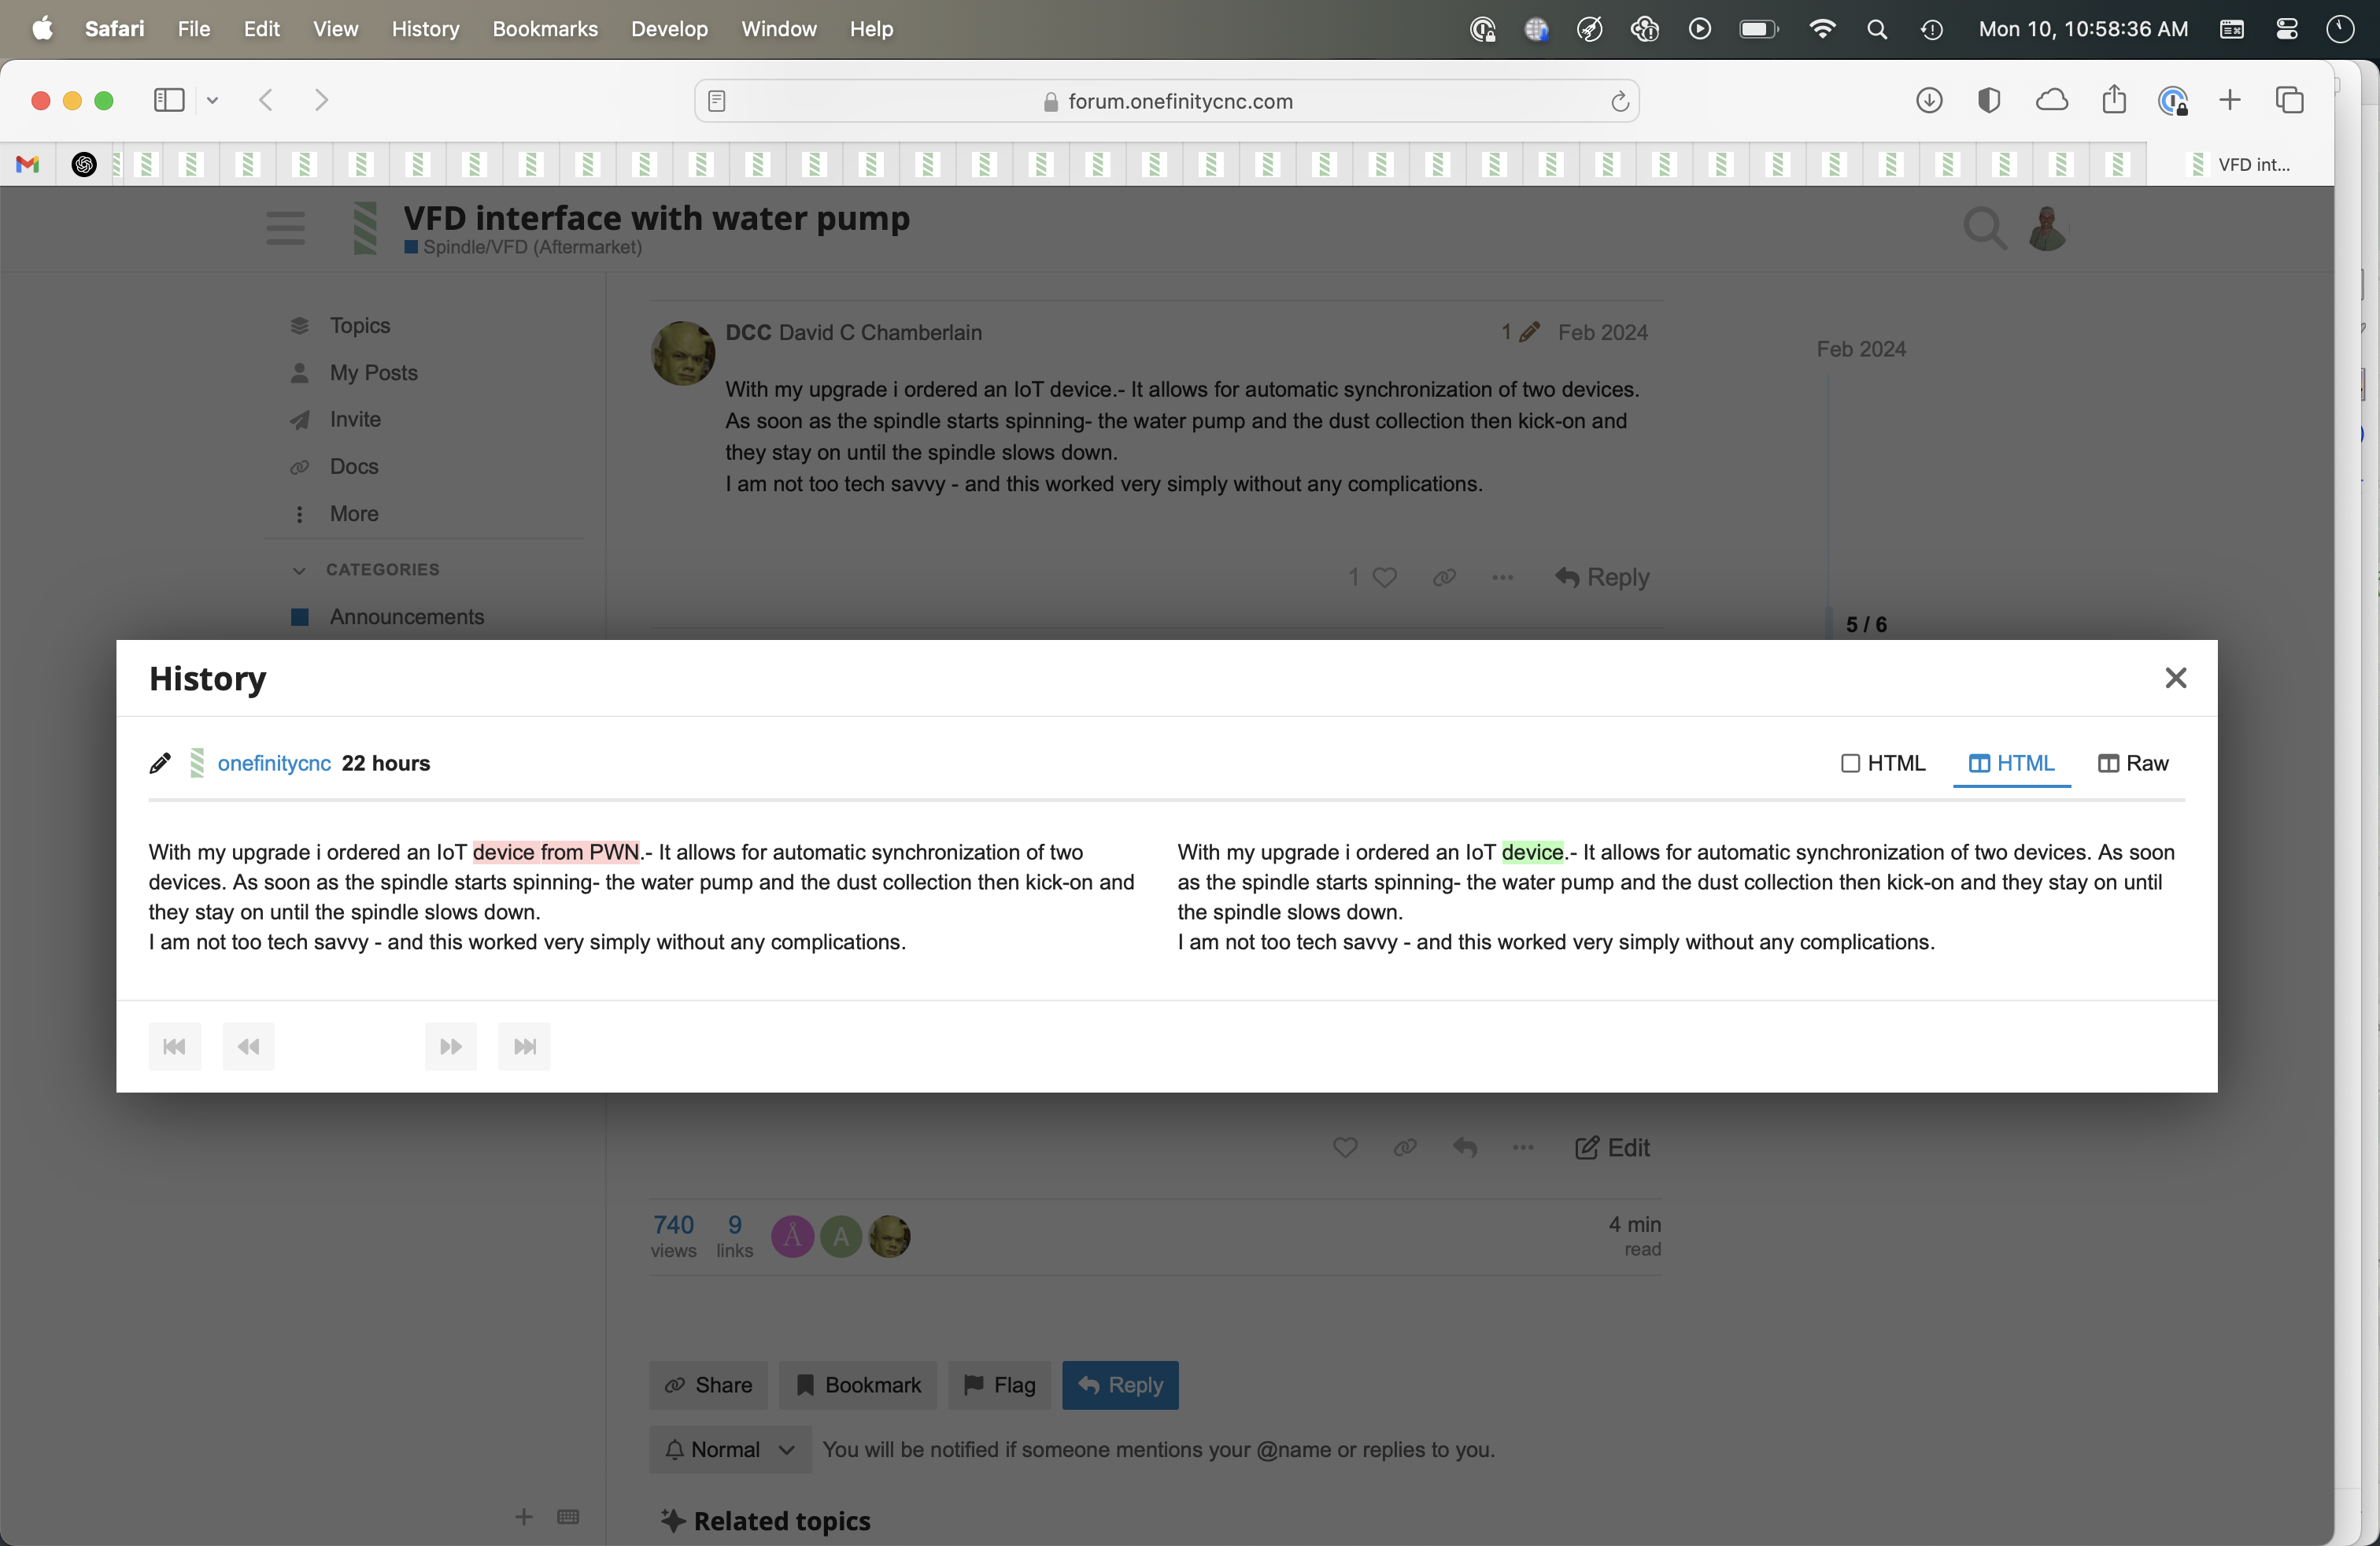 Safari File Edit View History Bookmarks Develop Window Help
Mon 10, 10:58:36 AM
forum.onefinitycnc.com
VFD int...
VFD interface with water pump
Spindle/VFD (Aftermarket)
Topics
My Posts
Invite
Docs
More
CATEGORIES
Announcements
DCC David C Chamberlain
1
Feb 2024
With my upgrade i ordered an IoT device.- It allows for automatic synchronization of two devices.
As soon as the spindle starts spinning- the water pump and the dust collection then kick-on and
they stay on until the spindle slows down.
I am not too tech savvy - and this worked very simply without any complications.
1
Reply
Feb 2024
5 / 6
History
onefinitycnc 22 hours
HTML
HTML
Raw
With my upgrade i ordered an IoT device from PWN.- It allows for automatic synchronization of two
devices. As soon as the spindle starts spinning- the water pump and the dust collection then kick-on and
they stay on until the spindle slows down.
I am not too tech savvy - and this worked very simply without any complications.
With my upgrade i ordered an IoT device.- It allows for automatic synchronization of two devices. As soon
as the spindle starts spinning- the water pump and the dust collection then kick-on and they stay on until
the spindle slows down.
I am not too tech savvy - and this worked very simply without any complications.
Edit
740
views
9
links
Å
A
4 min
read
Share
Bookmark
Flag
Reply
Normal
You will be notified if someone mentions your @name or replies to you.
Related topics